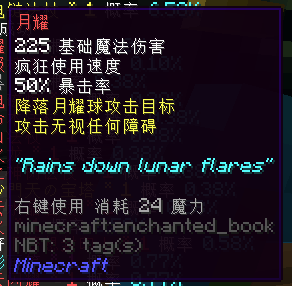 月耀
225 基础魔法伤害
疯狂使用速度
50% 暴击率
降落月耀球攻击目标
攻击无视任何障碍
"Rains down lunar flares"
右键使用 消耗 24 魔力
minecraft:enchanted_book
NBT: 3 tag(s)
Minecraft